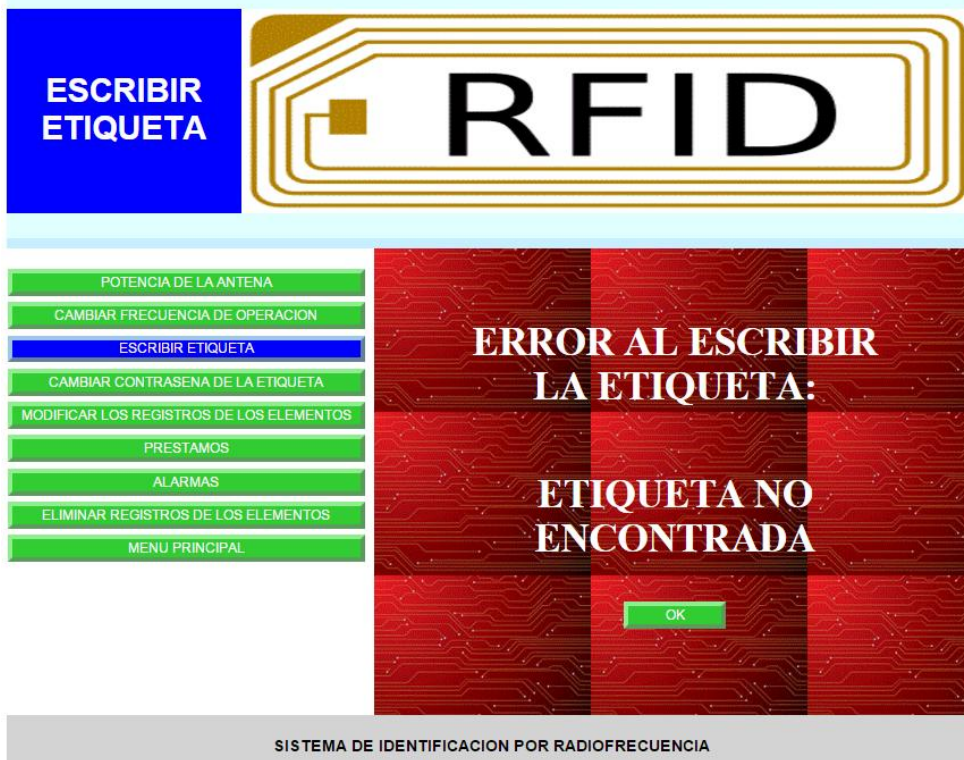 ESCRIBIR
ETIQUETA
RFID
POTENCIA DE LA ANTENA
CAMBIAR FRECUENCIA DE OPERACION
ESCRIBIR ETIQUETA
CAMBIAR CONTRASENA DE LA ETIQUETA
MODIFICAR LOS REGISTROS DE LOS ELEMENTOS
PRESTAMOS
ALARMAS
ELIMINAR REGISTROS DE LOS ELEMENTOS
MENU PRINCIPAL
ERROR AL ESCRIBIR
LA ETIQUETA:
ETIQUETA NO
ENCONTRADA
OK
SISTEMA DE IDENTIFICACION POR RADIOFRECUENCIA